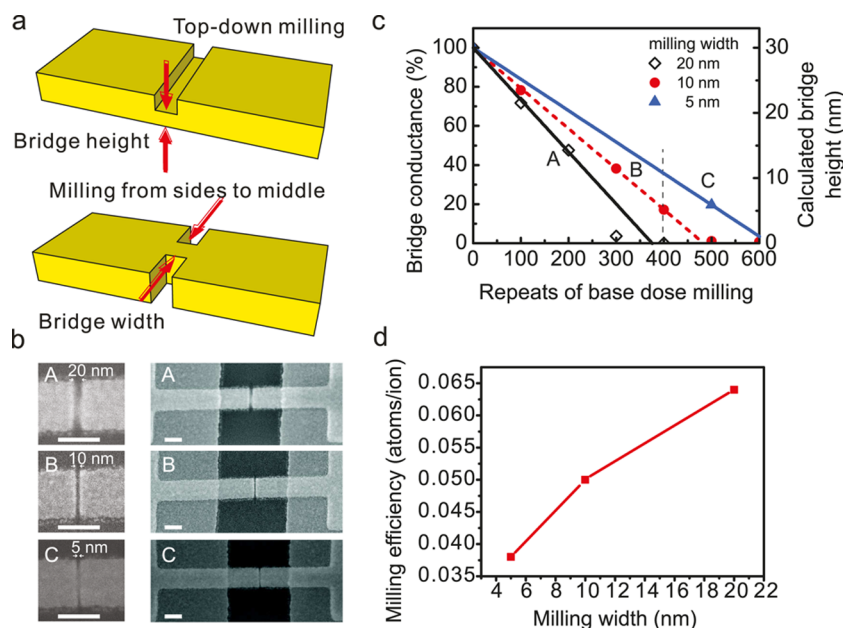 a
Top-down milling
Bridge height
Milling from sides to middle
Bridge width
b
A
20 nm
A
B
10 nm
B
C
5 nm
C
c
Bridge conductance (%)
100
80
60
40
20
0
milling width
20 nm
10 nm
5 nm
A
B
C
30
20
10
0
Calculated bridge
height (nm)
0 100 200 300 400 500 600
Repeats of base dose milling
d
Milling efficiency (atoms/ion)
0.065
0.060
0.055
0.050
0.045
0.040
0.035
4 6 8 10 12 14 16 18 20 22
Milling width (nm)